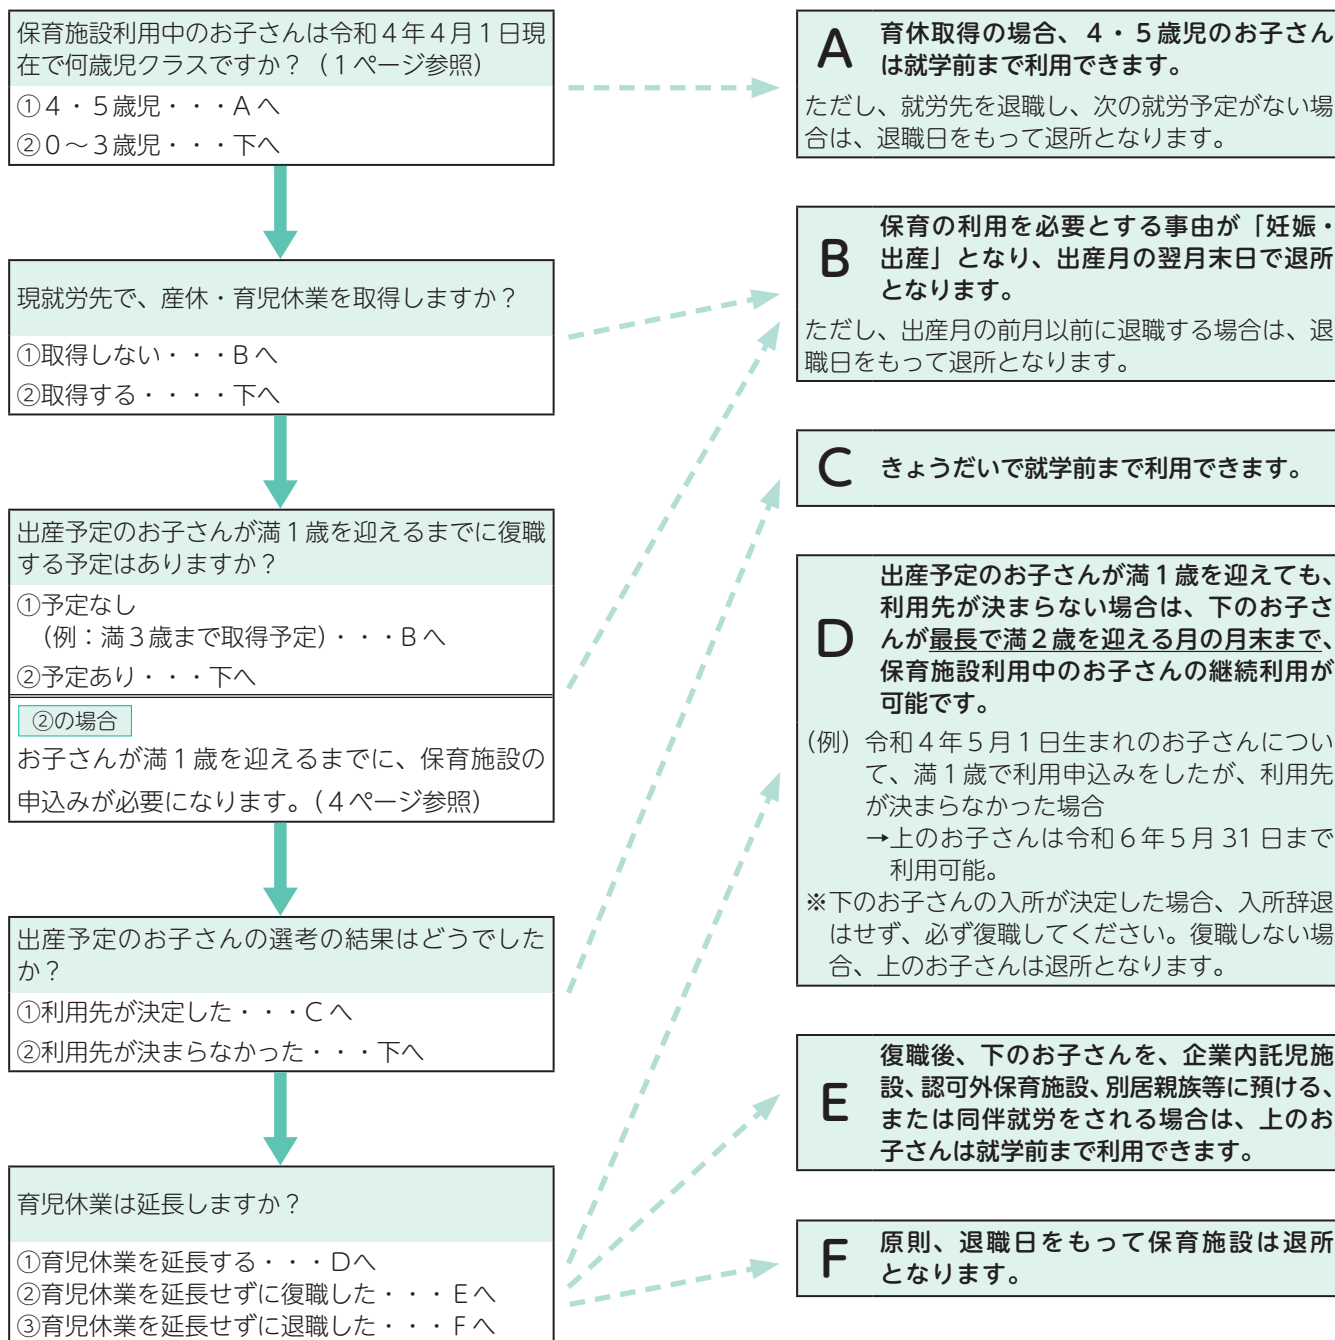 保育施設利用中のお子さんは令和４年４月１日現
在で何歳児クラスですか？（１ページ参照）
①４・５歳児・・・Ａへ
②０～３歳児・・・下へ
現就労先で、産休・育児休業を取得しますか？
①取得しない・・・Ｂへ
②取得する・・・・下へ
出産予定のお子さんが満１歳を迎えるまでに復職
する予定はありますか？
①予定なし
（例：満３歳まで取得予定）・・・Ｂへ
②予定あり・・・下へ
②の場合
お子さんが満１歳を迎えるまでに、保育施設の
申込みが必要になります。（４ページ参照）
出産予定のお子さんの選考の結果はどうでした
か？
①利用先が決定した・・・Ｃへ
②利用先が決まらなかった・・・下へ
育児休業は延長しますか？
①育児休業を延長する・・・Ｄへ
②育児休業を延長せずに復職した・・・Ｅへ
③育児休業を延長せずに退職した・・・Ｆへ
A
育休取得の場合、４・５歳児のお子さん
は就学前まで利用できます。
ただし、就労先を退職し、次の就労予定がない場
合は、退職日をもって退所となります。
B
保育の利用を必要とする事由が「妊娠・
出産」となり、出産月の翌月末日で退所
となります。
ただし、出産月の前月以前に退職する場合は、退
職日をもって退所となります。
C
きょうだいで就学前まで利用できます。
D
出産予定のお子さんが満１歳を迎えても、
利用先が決まらない場合は、下のお子さ
んが最長で満２歳を迎える月の月末まで、
保育施設利用中のお子さんの継続利用が
可能です。
（例）令和４年５月１日生まれのお子さんについ
て、満１歳で利用申込みをしたが、利用先
が決まらなかった場合
→上のお子さんは令和６年５月 31 日まで
利用可能。
※下のお子さんの入所が決定した場合、入所辞退
はせず、必ず復職してください。復職しない場
合、上のお子さんは退所となります。
E
復職後、下のお子さんを、企業内託児施
設、認可外保育施設、別居親族等に預ける、
または同伴就労をされる場合は、上のお
子さんは就学前まで利用できます。
F
原則、退職日をもって保育施設は退所
となります。